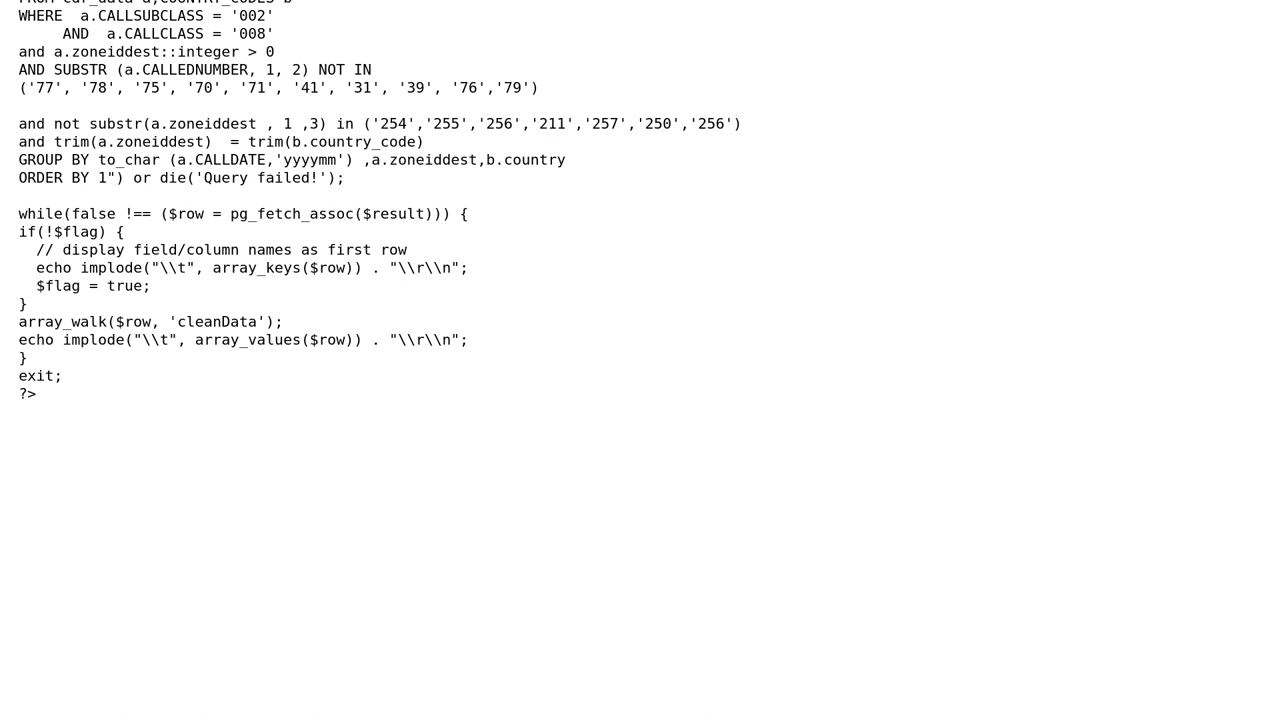 FROM cdr_data a,COUNTRY_CODES b
WHERE  a.CALLSUBCLASS = '002'
     AND  a.CALLCLASS = '008'
and a.zoneiddest::integer > 0
AND SUBSTR (a.CALLEDNUMBER, 1, 2) NOT IN
('77', '78', '75', '70', '71', '41', '31', '39', '76','79')

and not substr(a.zoneiddest , 1 ,3) in ('254','255','256','211','257','250','256')
and trim(a.zoneiddest)  = trim(b.country_code)
GROUP BY to_char (a.CALLDATE,'yyyymm') ,a.zoneiddest,b.country
ORDER BY 1") or die('Query failed!');

while(false !== ($row = pg_fetch_assoc($result))) {
if(!$flag) {
  // display field/column names as first row
  echo implode("\\t", array_keys($row)) . "\\r\\n";
  $flag = true;
}
array_walk($row, 'cleanData');
echo implode("\\t", array_values($row)) . "\\r\\n";
}
exit;
?>